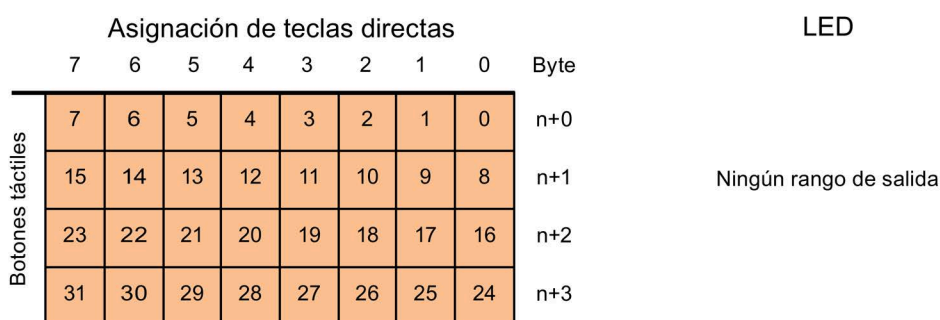 Asignación de teclas directas
LED
7 6 5 4 3 2 1 0 Byte
Botones táctiles
7 6 5 4 3 2 1 0 n+0
15 14 13 12 11 10 9 8 n+1
Ningún rango de salida
23 22 21 20 19 18 17 16 n+2
31 30 29 28 27 26 25 24 n+3